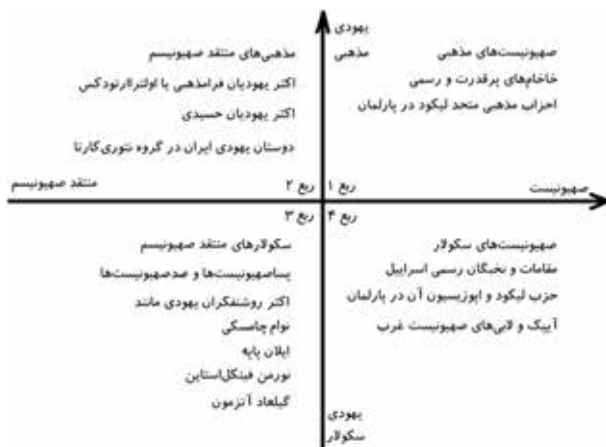 یهودی
مذهبی
صهیونیست‌های مذهبی
خاخام‌های پرقدرت و رسمی
احزاب مذهبی متحد لیکود در پارلمان
مذهبی‌های منتقد صهیونیسم
اکثر یهودیان فرامذهبی یا اولتراارتودکس
اکثر یهودیان حسیدی
دوستان یهودی ایران در گروه نتوری‌کارتا
صهیونیست
ربع ۱
ربع ۲
منتقد صهیونیسم
ربع ۴
ربع ۳
صهیونیست‌های سکولار
مقامات و نخبگان رسمی اسراییل
حزب لیکود و اپوزیسیون آن در پارلمان
آیپک و لابی‌های صهیونیست غرب
سکولارهای منتقد صهیونیسم
پساصهیونیست‌ها و ضدصهیونیست‌ها
اکثر روشنفکران یهودی مانند
نوام چامسکی
ایلان پاپه
نورمن فینکل‌استاین
گیلعاد آتزمون
یهودی
سکولار